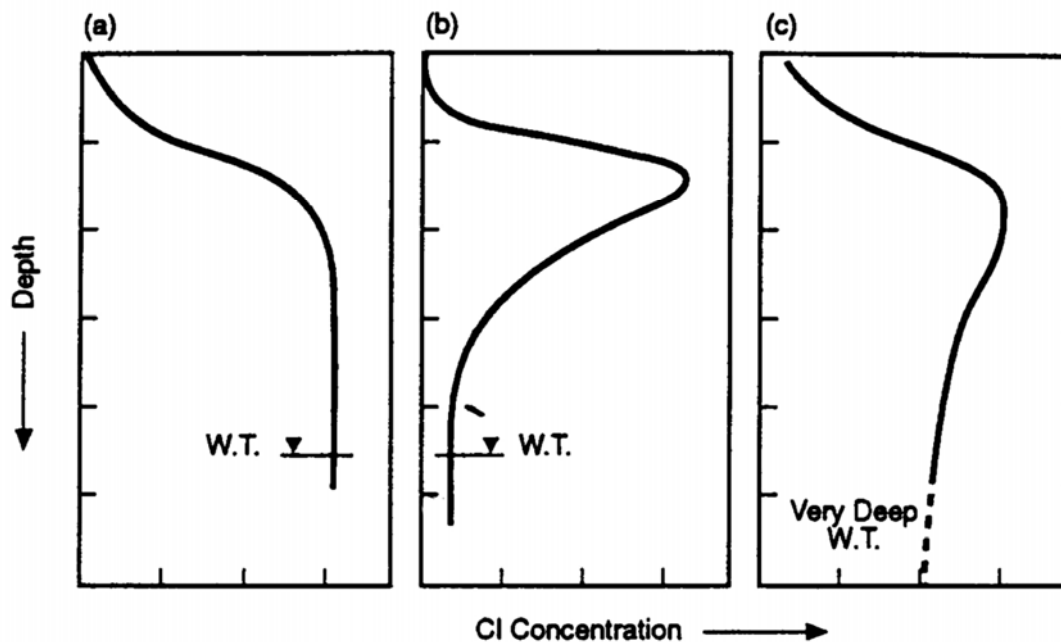 (a)
(b)
(c)
Depth
W.T.
W.T.
Very Deep
W.T.
Cl Concentration